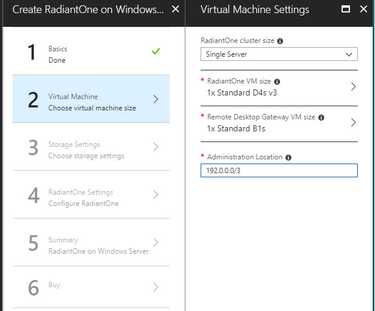 Create RadiantOne on Windows...
1
Basics
Done
2
Virtual Machine
Choose virtual machine size
3
Storage Settings
Choose storage settings
4
RadiantOne Settings
Configure RadiantOne
5
Summary
RadiantOne on Windows Server
6
Buy
Virtual Machine Settings
RadiantOne cluster size
Single Server
* RadiantOne VM size
1x Standard D4s v3
* Remote Desktop Gateway VM size
1x Standard B1s
* Administration Location
192.0.0.0/3